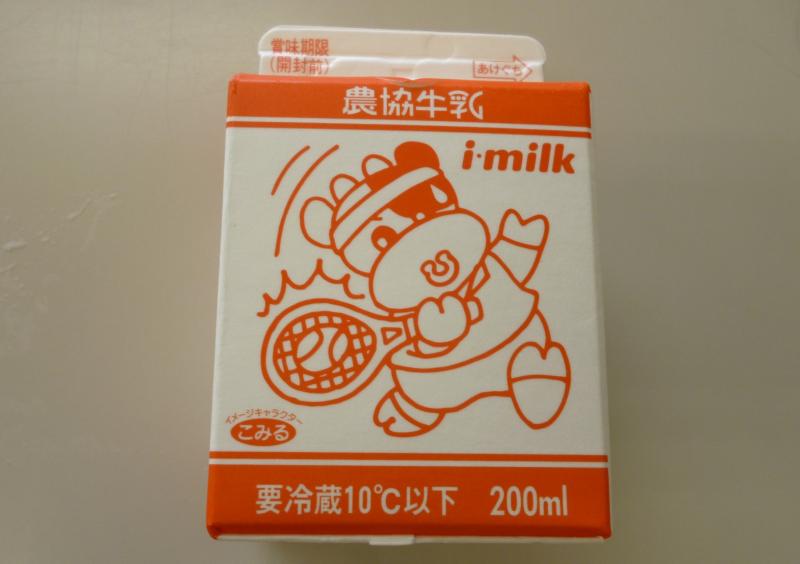 賞味期限
(開封前)
あけぐち
農協牛乳
i·milk
イメージキャラクター
こみる
要冷蔵10℃以下 200ml